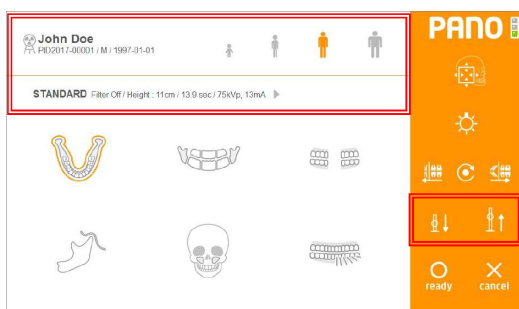 John Doe
PID2017-00001 / M / 1997-01-01
STANDARD Filter Off / Height : 11cm / 13.9 sec / 75kVp, 13mA
PANO
ready
cancel